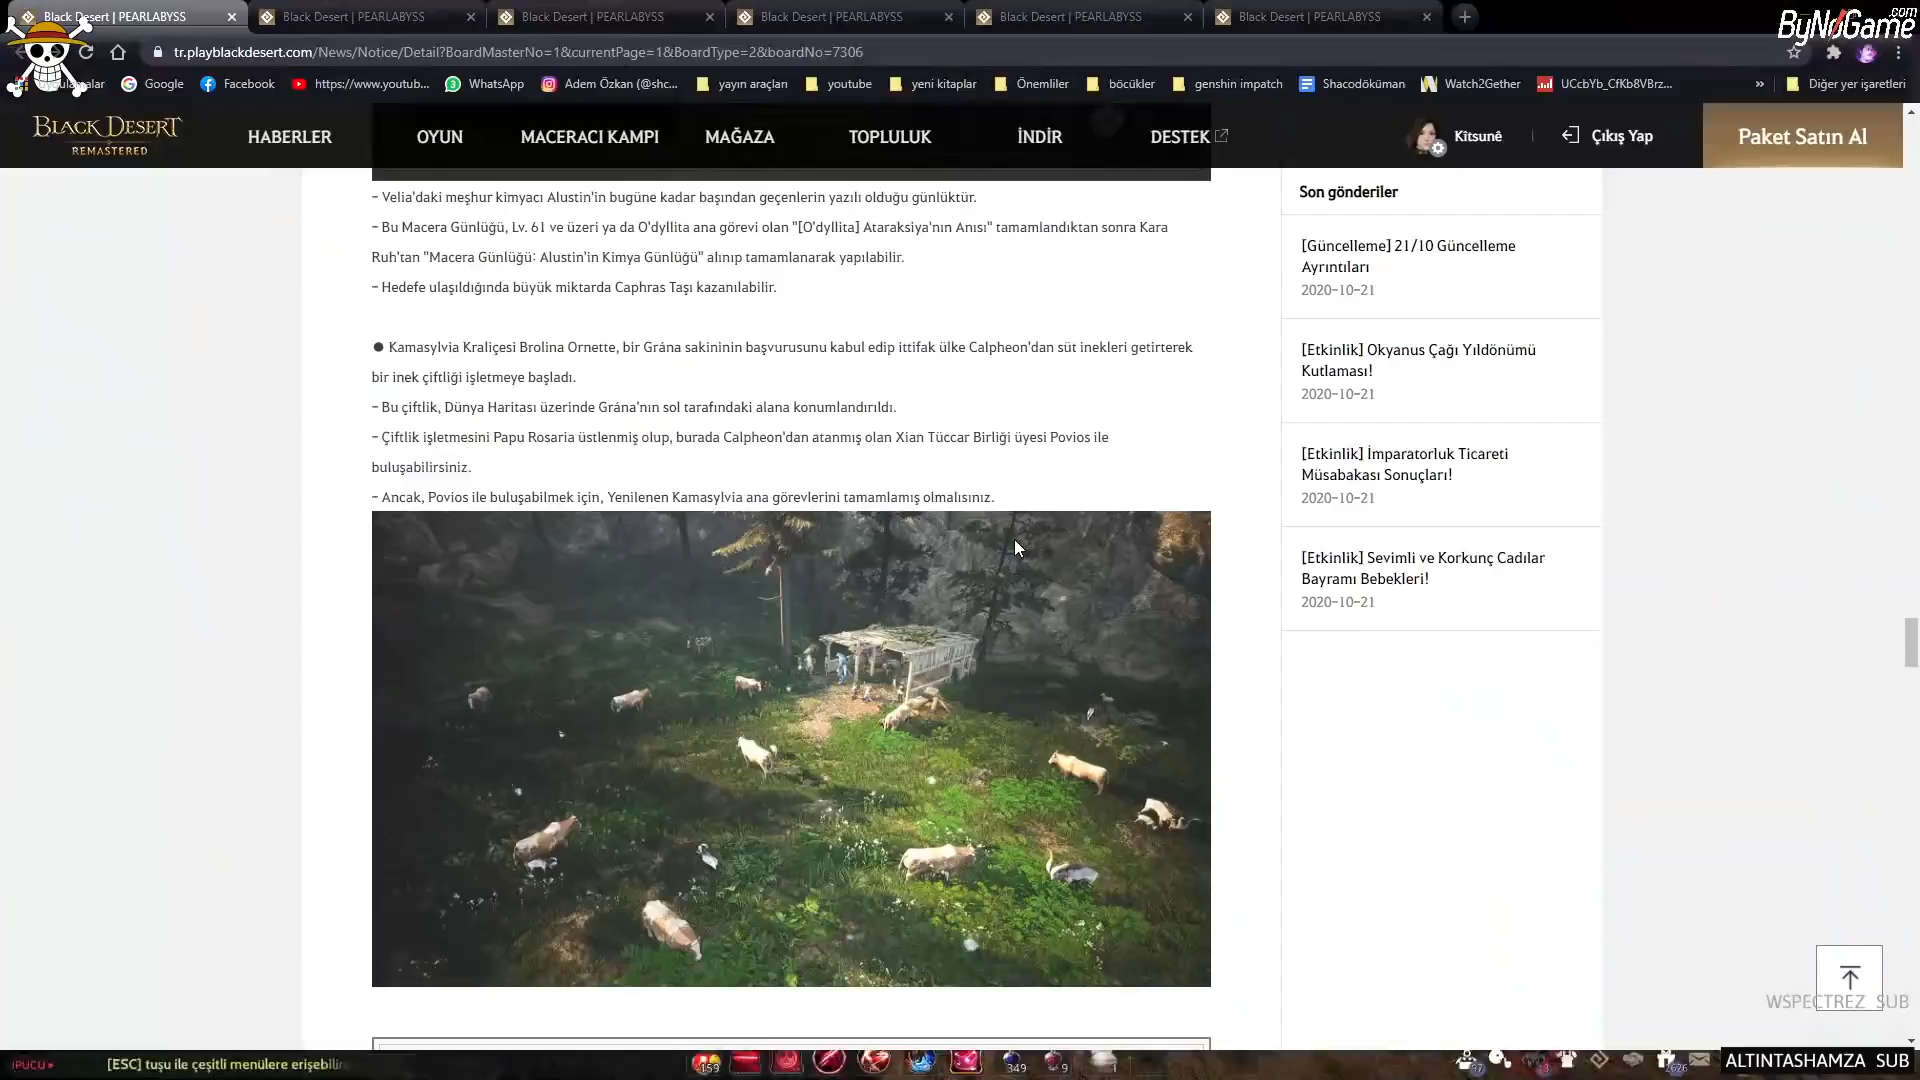 Black Desert | PEARLABYSS
Black Desert | PEARLABYSS
Black Desert | PEARLABYSS
Black Desert | PEARLABYSS
Black Desert | PEARLABYSS
Black Desert | PEARLABYSS
ByNoGame.com
tr.playblackdesert.com/News/Notice/Detail?BoardMasterNo=1&currentPage=1&BoardType=2&boardNo=7306
Google
Facebook
https://www.youtub...
WhatsApp
Adem Özkan (@shc...
yayın araçları
youtube
yeni kitaplar
Önemliler
böcükler
genshin impatch
Shacodöküman
Watch2Gether
UCcbYb_CfKb8VBrz...
»
Diğer yer işaretleri
BLACK DESERT
REMASTERED
HABERLER
OYUN
MACERACI KAMPI
MAĞAZA
TOPLULUK
İNDİR
DESTEK
Kitsunê
Çıkış Yap
Paket Satın Al
- Velia'daki meşhur kimyacı Alustin'in bugüne kadar başından geçenlerin yazılı olduğu günlüktür.
- Bu Macera Günlüğü, Lv. 61 ve üzeri ya da O'dyllita ana görevi olan "[O'dyllita] Ataraksiya'nın Anısı" tamamlandıktan sonra Kara
Ruh'tan "Macera Günlüğü: Alustin'in Kimya Günlüğü" alınıp tamamlanarak yapılabilir.
- Hedefe ulaşıldığında büyük miktarda Caphras Taşı kazanılabilir.
● Kamasylvia Kraliçesi Brolina Ornette, bir Grána sakininin başvurusunu kabul edip ittifak ülke Calpheon'dan süt inekleri getirterek
bir inek çiftliği işletmeye başladı.
- Bu çiftlik, Dünya Haritası üzerinde Grána'nın sol tarafındaki alana konumlandırıldı.
- Çiftlik işletmesini Papu Rosaria üstlenmiş olup, burada Calpheon'dan atanmış olan Xian Tüccar Birliği üyesi Povios ile
buluşabilirsiniz.
- Ancak, Povios ile buluşabilmek için, Yenilenen Kamasylvia ana görevlerini tamamlamış olmalısınız.
Son gönderiler
[Güncelleme] 21/10 Güncelleme
Ayrıntıları
2020-10-21
[Etkinlik] Okyanus Çağı Yıldönümü
Kutlaması!
2020-10-21
[Etkinlik] İmparatorluk Ticareti
Müsabakası Sonuçları!
2020-10-21
[Etkinlik] Sevimli ve Korkunç Cadılar
Bayramı Bebekleri!
2020-10-21
WSPECTREZ SUB
IPUCU
[ESC] tuşu ile çeşitli menülere erişebilir
159
349
9
1
97
2626
ALTINTASHAMZA SUB